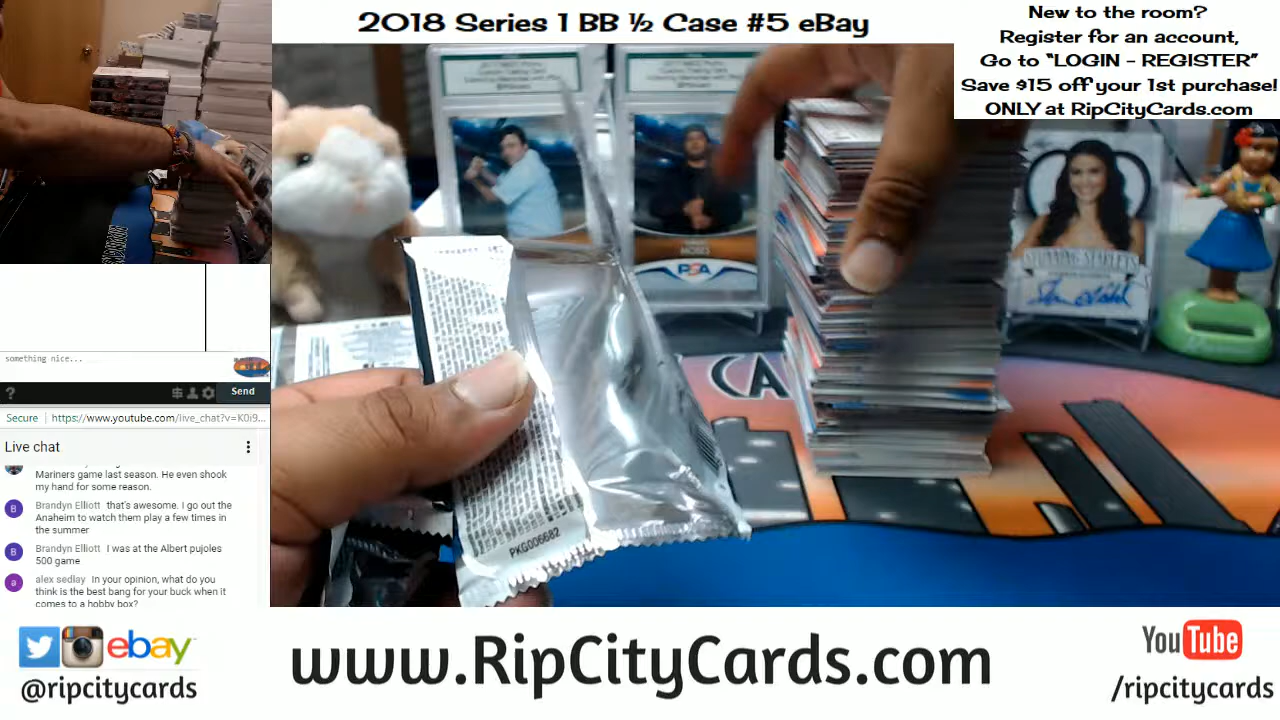 2018 Series 1 BB ½ Case #5 eBay
New to the room?
Register for an account,
Go to “LOGIN - REGISTER”
Save $15 off your 1st purchase!
ONLY at RipCityCards.com
something nice...
?
Send
Secure
https://www.youtube.com/live_chat?v=K0i9...
Live chat
Mariners game last season. He even shook
my hand for some reason.
B
Brandyn Elliott that's awesome. I go out the
Anaheim to watch them play a few times in
the summer
B
Brandyn Elliott I was at the Albert pujoles
500 game
a
alex sedlay In your opinion, what do you
think is the best bang for your buck when it
comes to a hobby box?
PSA
CA
PKG006682
ebay
@ripcitycards
www.RipCityCards.com
YouTube
/ripcitycards